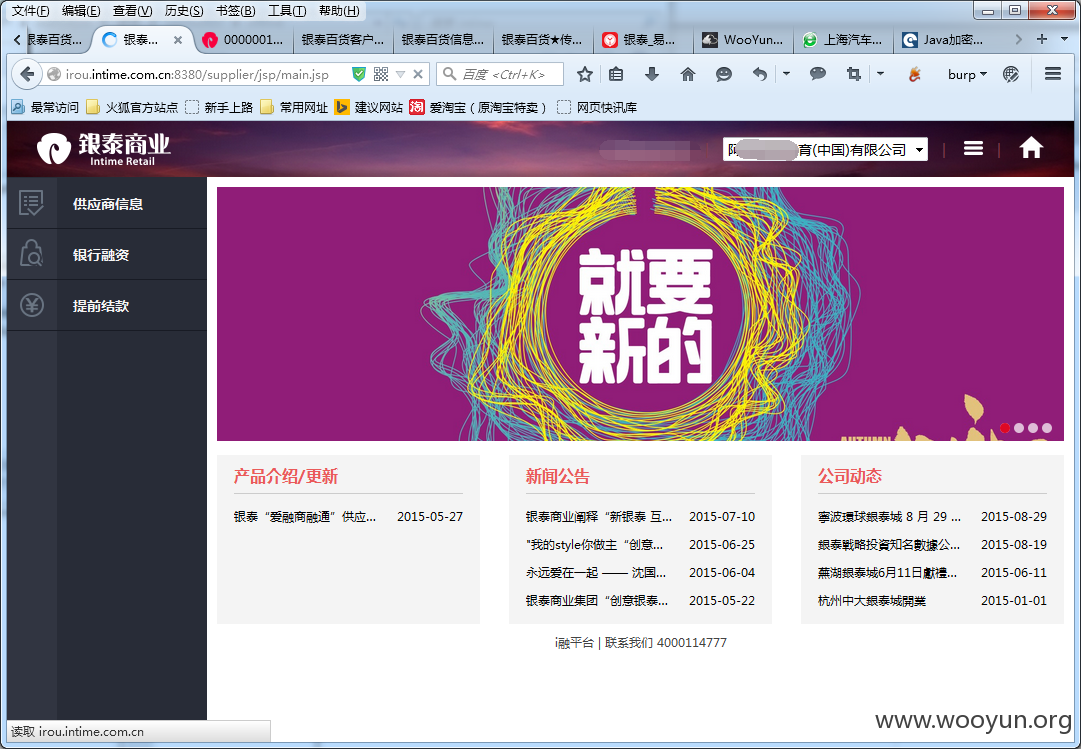 文件(F) 编辑(E) 查看(V) 历史(S) 书签(B) 工具(T) 帮助(H)
银泰百货... 银泰... 0000001... 银泰百货客户... 银泰百货信息... 银泰百货★传... 银泰_易... WooYun... 上海汽车... Java加密...
irou.intime.com.cn:8380/supplier/jsp/main.jsp 百度 <Ctrl+K> burp
最常访问 火狐官方站点 新手上路 常用网址 建议网站 爱淘宝（原淘宝特卖） 网页快讯库
銀泰商业
Intime Retail
阿 育(中国)有限公司
供应商信息
银行融资
提前结款
就要
新的
AUTUMN
产品介绍/更新
银泰“爱融商融通”供应... 2015-05-27
新闻公告
银泰商业阐释“新银泰 互... 2015-07-10
"我的style你做主“创意... 2015-06-25
永远爱在一起 —— 沈国... 2015-06-04
银泰商业集团“创意银泰... 2015-05-22
公司动态
寧波環球銀泰城 8 月 29 ... 2015-08-29
銀泰戰略投資知名數據公... 2015-08-19
蕪湖銀泰城6月11日獻禮... 2015-06-11
杭州中大銀泰城開業 2015-01-01
i融平台 | 联系我们 4000114777
读取 irou.intime.com.cn
www.wooyun.org